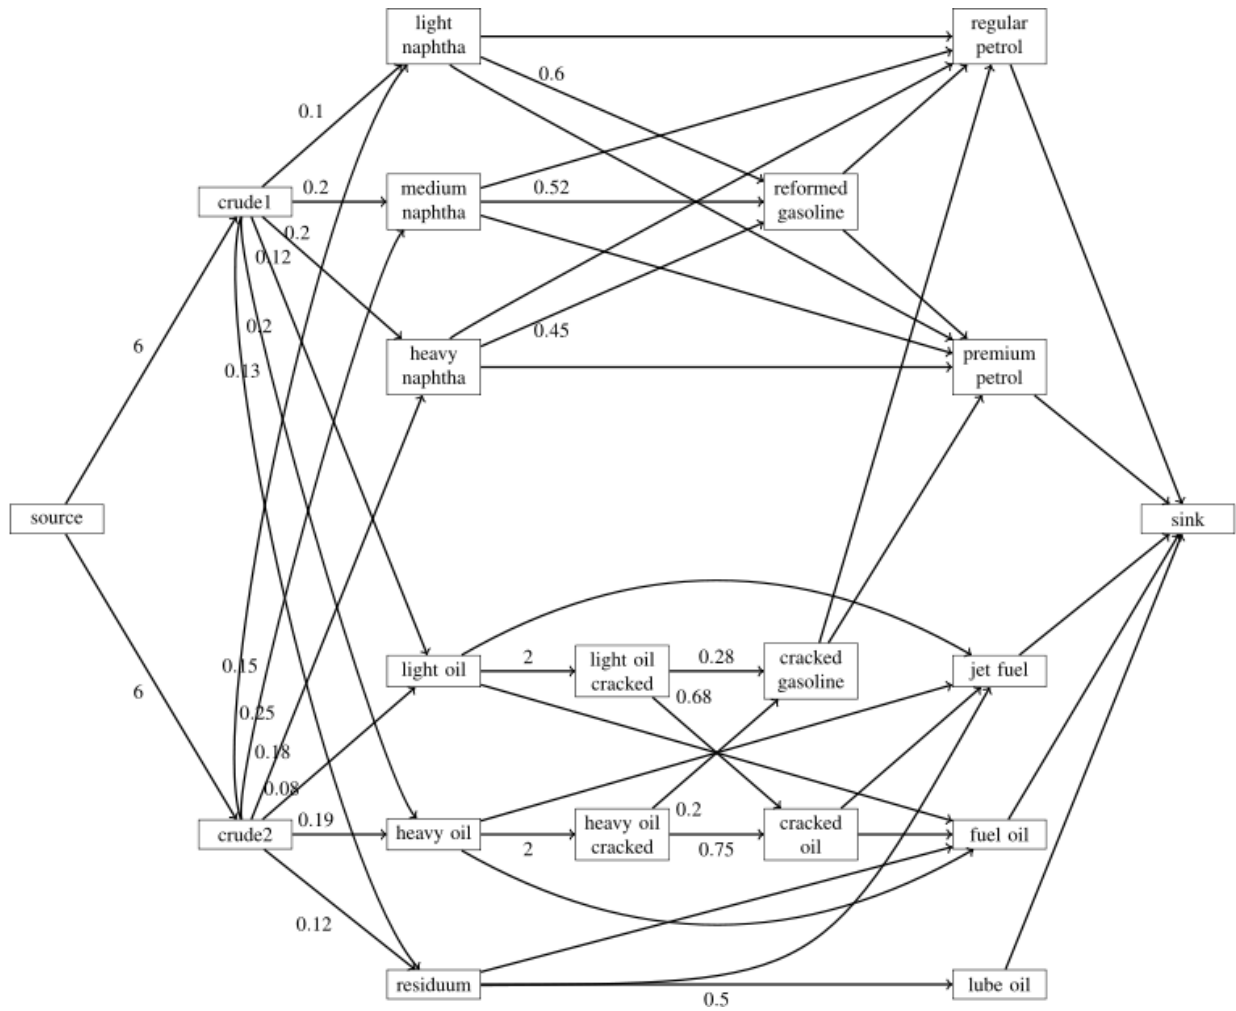 light
naphtha
regular
petrol
0.6
0.1
crude1
0.2
medium
naphtha
0.52
reformed
gasoline
0.2
0.12
0.2
0.45
6
0.13
heavy
naphtha
premium
petrol
source
sink
0.15
light oil
2
light oil
cracked
0.28
cracked
gasoline
jet fuel
6
0.68
0.25
0.18
0.08
crude2
0.19
heavy oil
2
heavy oil
cracked
0.2
0.75
cracked
oil
fuel oil
0.12
residuum
0.5
lube oil